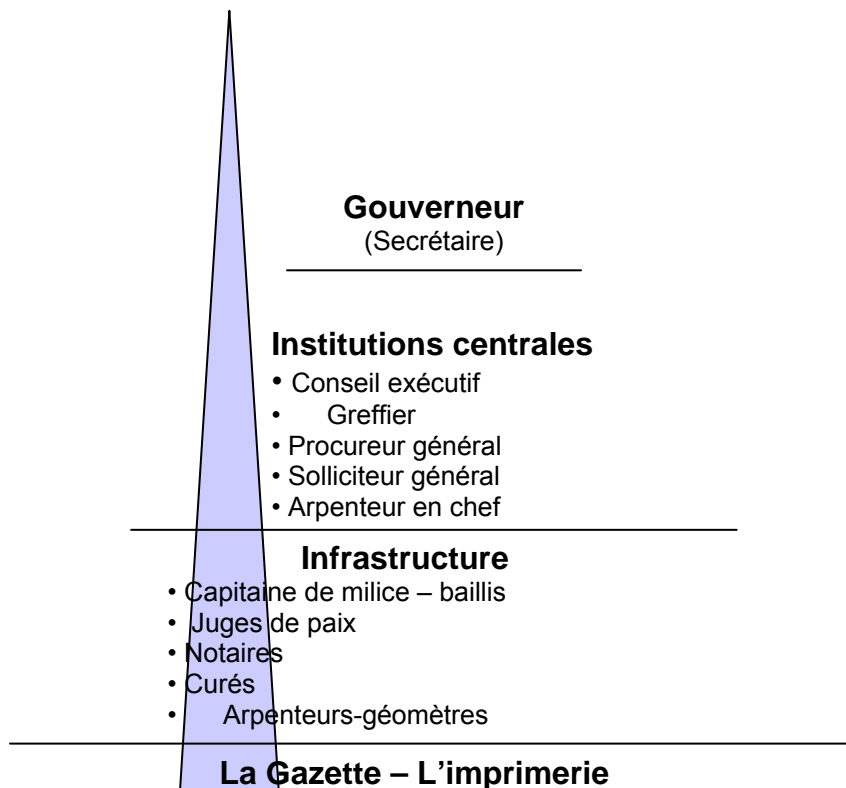 Gouverneur
(Secrétaire)
Institutions centrales
• Conseil exécutif
• Greffier
• Procureur général
• Solliciteur général
• Arpenteur en chef
Infrastructure
• Capitaine de milice – baillis
• Juges de paix
• Notaires
• Curés
• Arpenteurs-géomètres
La Gazette – L'imprimerie